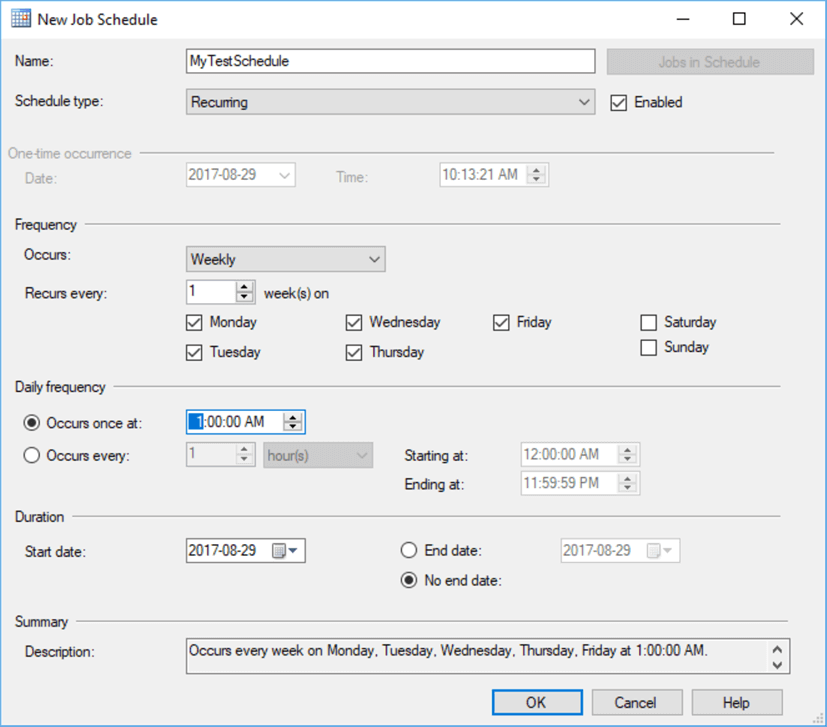 New Job Schedule
Name: MyTestSchedule Jobs in Schedule
Schedule type: Recurring Enabled
One-time occurrence
Date: 2017-08-29 Time: 10:13:21 AM
Frequency
Occurs: Weekly
Recurs every: 1 week(s) on
Monday Wednesday Friday Saturday
Tuesday Thursday Sunday
Daily frequency
Occurs once at: 1:00:00 AM
Occurs every: 1 hour(s) Starting at: 12:00:00 AM
Ending at: 11:59:59 PM
Duration
Start date: 2017-08-29 End date: 2017-08-29
No end date:
Summary
Description: Occurs every week on Monday, Tuesday, Wednesday, Thursday, Friday at 1:00:00 AM.
OK Cancel Help